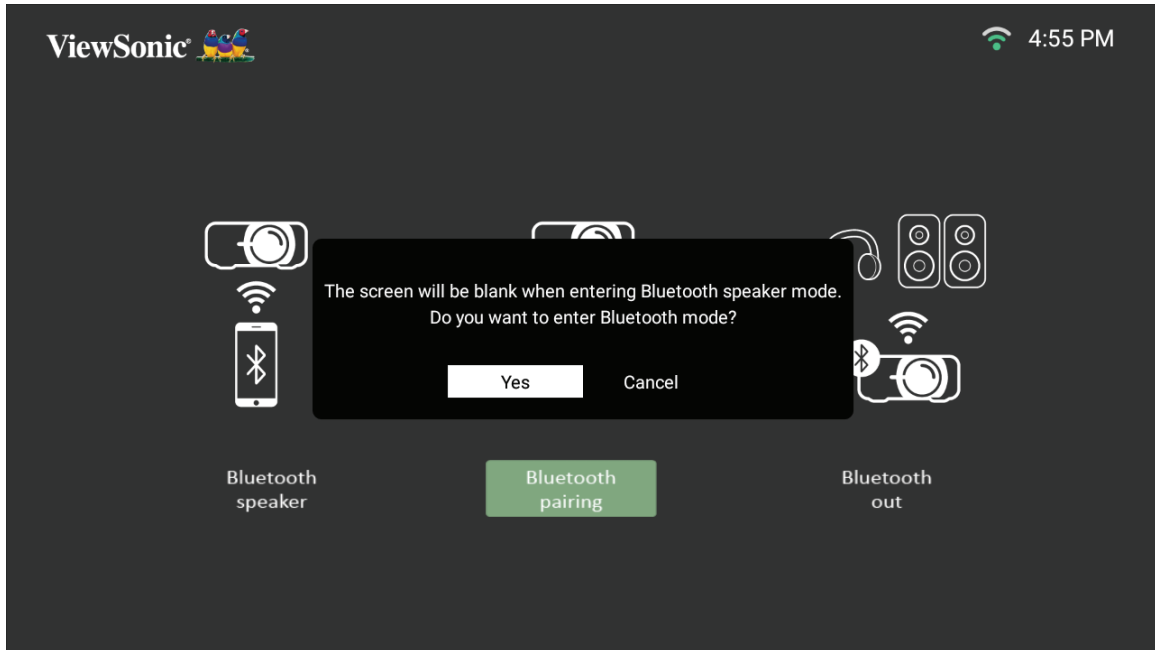 ViewSonic®
4:55 PM
The screen will be blank when entering Bluetooth speaker mode.
Do you want to enter Bluetooth mode?
Yes Cancel
Bluetooth
speaker
Bluetooth
pairing
Bluetooth
out